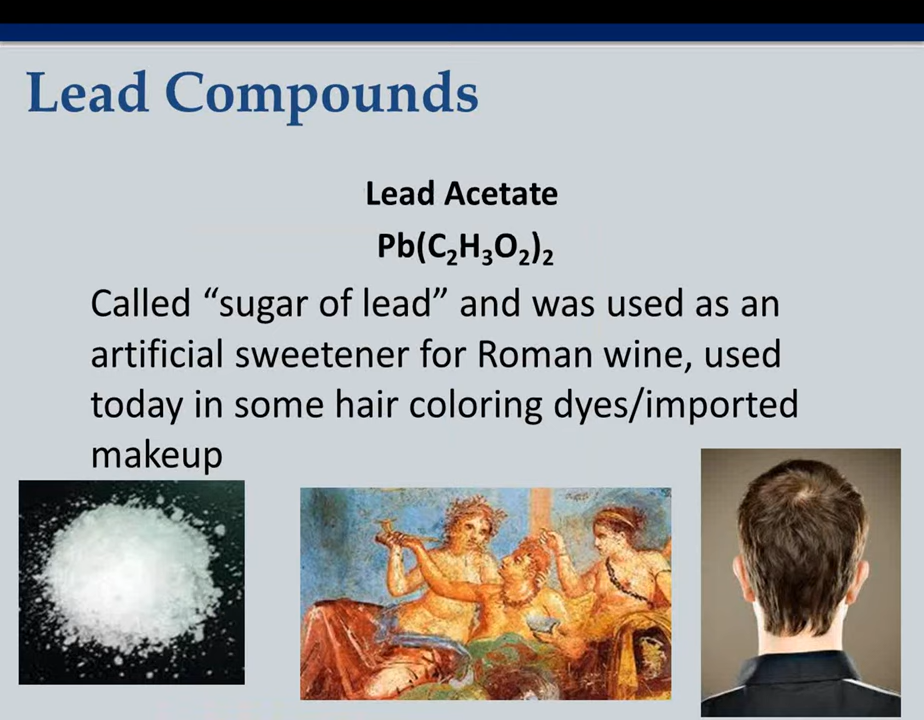 Lead Compounds
Lead Acetate
Pb(C₂H₃O₂)₂
Called “sugar of lead” and was used as an
artificial sweetener for Roman wine, used
today in some hair coloring dyes/imported
makeup